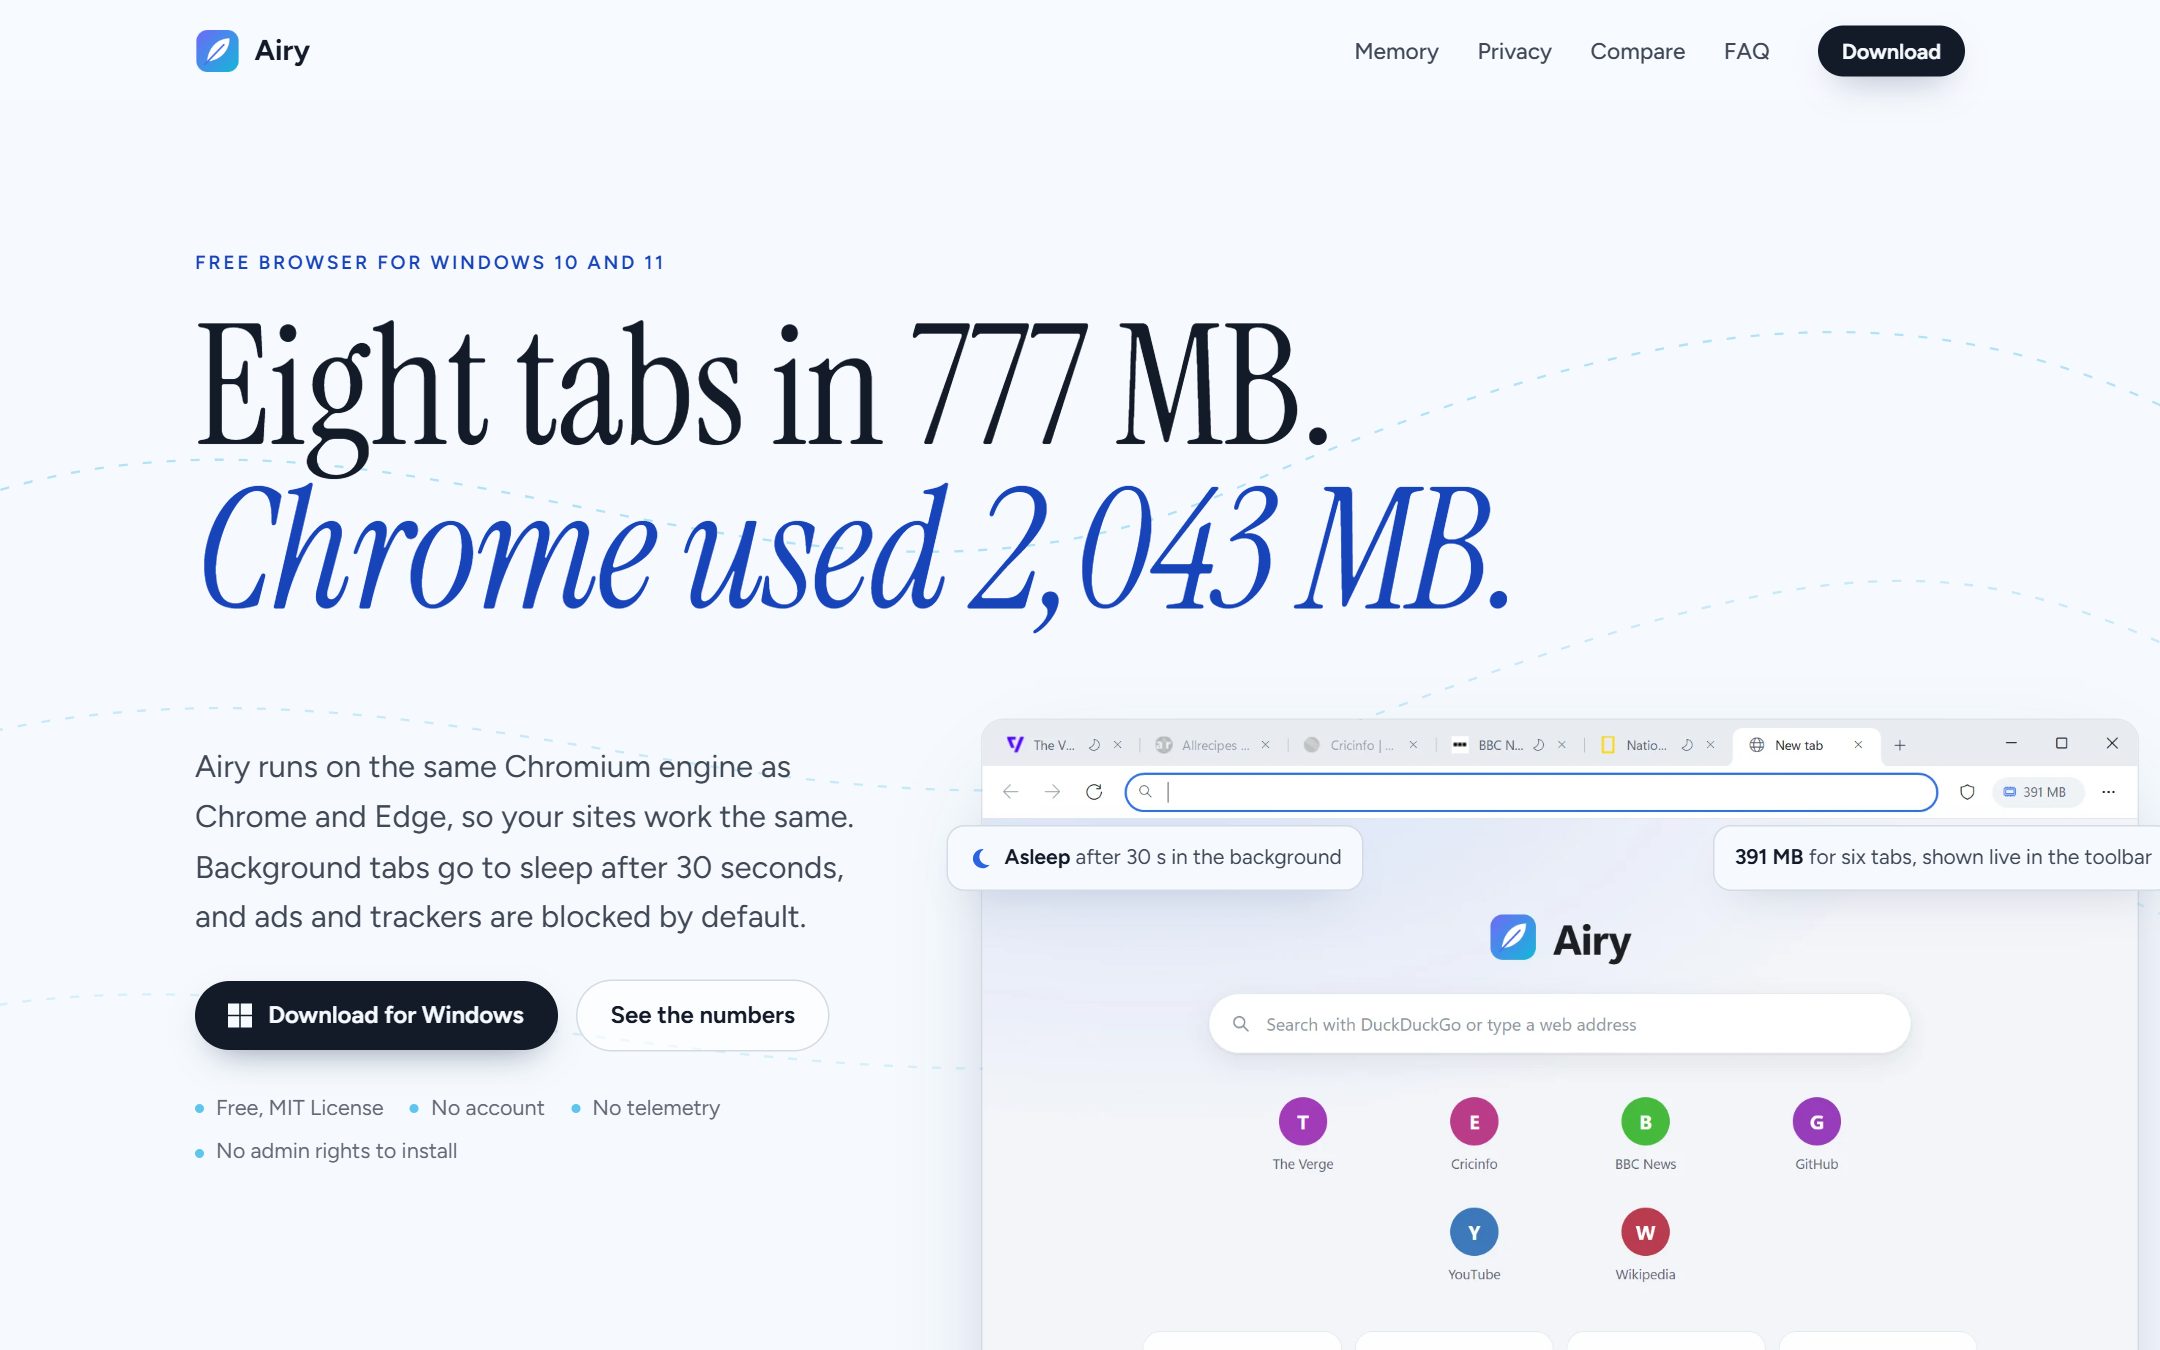 Airy
Memory
Privacy
Compare
FAQ
Download
FREE BROWSER FOR WINDOWS 10 AND 11
Eight tabs in 777 MB.
Chrome used 2,043 MB.
Airy runs on the same Chromium engine as
Chrome and Edge, so your sites work the same.
Background tabs go to sleep after 30 seconds,
and ads and trackers are blocked by default.
Download for Windows
See the numbers
Free, MIT License
No account
No telemetry
No admin rights to install
The V...
Allrecipes ...
Cricinfo | ...
BBC N...
Natio...
New tab
391 MB
Asleep after 30 s in the background
391 MB for six tabs, shown live in the toolbar
Airy
Search with DuckDuckGo or type a web address
T
E
B
G
The Verge
Cricinfo
BBC News
GitHub
Y
W
YouTube
Wikipedia